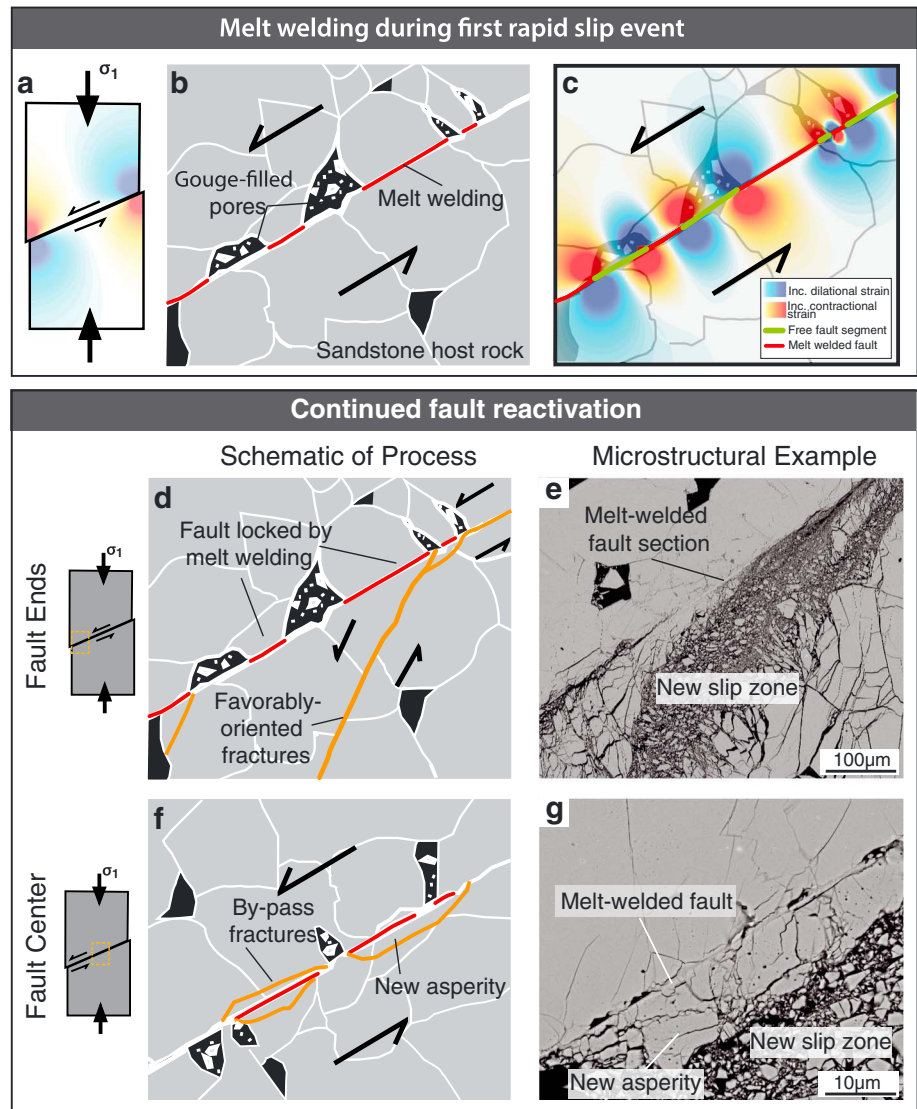 Melt welding during first rapid slip event
a
σ1
b
Gouge-filled
pores
Melt welding
Sandstone host rock
c
Inc. dilational strain
Inc. contractional
strain
Free fault segment
Melt welded fault
Continued fault reactivation
Schematic of Process
Microstructural Example
Fault Ends
σ1
d
Fault locked by
melt welding
Favorably-
oriented
fractures
e
Melt-welded
fault section
New slip zone
100µm
Fault Center
σ1
f
By-pass
fractures
New asperity
g
Melt-welded fault
New slip zone
New asperity
10µm